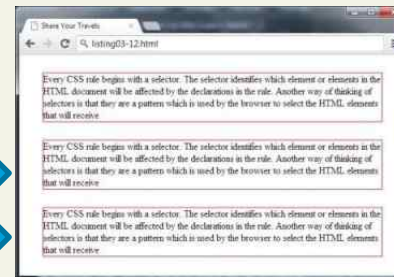 Share Your Travels
listing03-12.html
Every CSS rule begins with a selector. The selector identifies which element or elements in the
HTML document will be affected by the declarations in the rule. Another way of thinking of
selectors is that they are a pattern which is used by the browser to select the HTML elements
that will receive
Every CSS rule begins with a selector. The selector identifies which element or elements in the
HTML document will be affected by the declarations in the rule. Another way of thinking of
selectors is that they are a pattern which is used by the browser to select the HTML elements
that will receive
Every CSS rule begins with a selector. The selector identifies which element or elements in the
HTML document will be affected by the declarations in the rule. Another way of thinking of
selectors is that they are a pattern which is used by the browser to select the HTML elements
that will receive